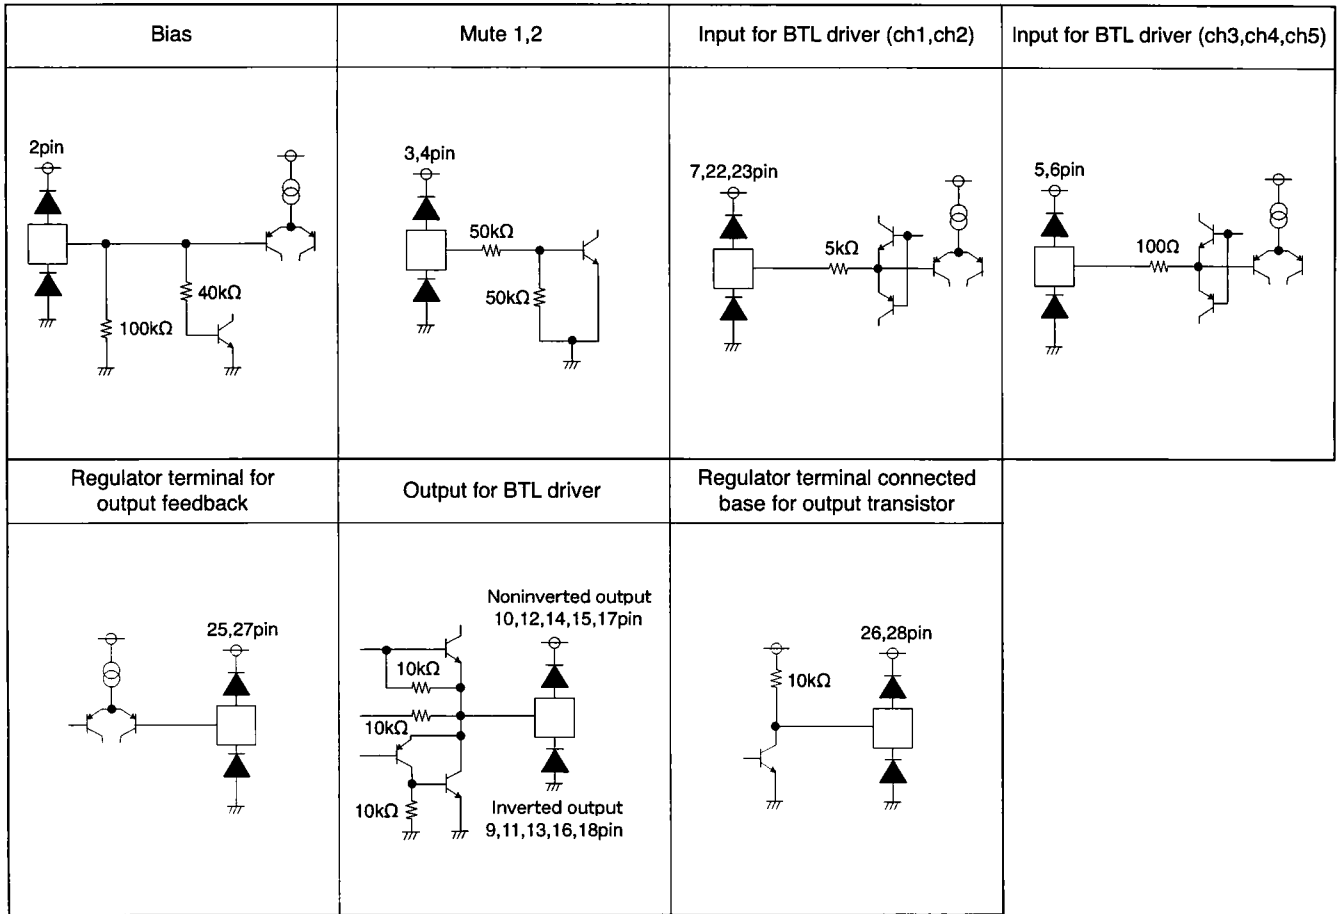 Bias
Mute 1,2
Input for BTL driver (ch1,ch2)
Input for BTL driver (ch3,ch4,ch5)
2pin
40kΩ
100kΩ
3,4pin
50kΩ
50kΩ
7,22,23pin
5kΩ
5,6pin
100Ω
Regulator terminal for
output feedback
Output for BTL driver
Regulator terminal connected
base for output transistor
25,27pin
Noninverted output
10,12,14,15,17pin
10kΩ
10kΩ
10kΩ
Inverted output
9,11,13,16,18pin
26,28pin
10kΩ